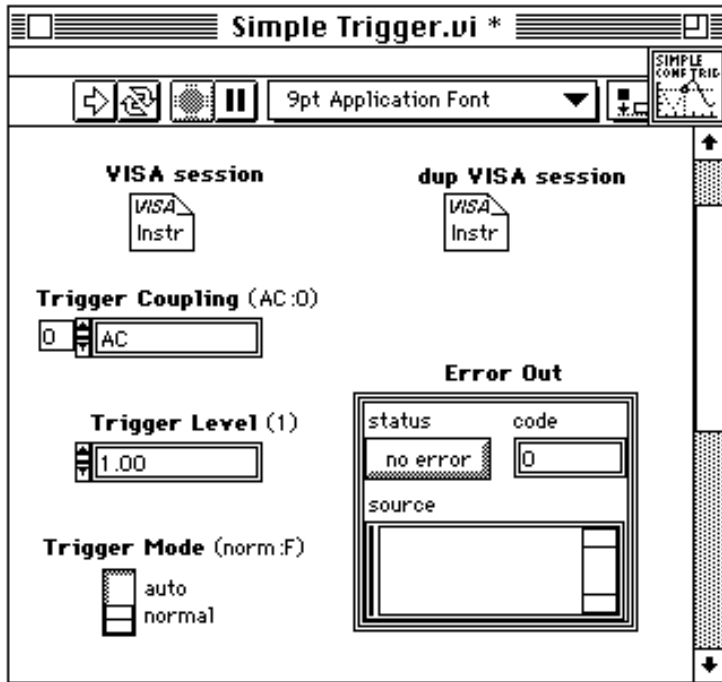 Simple Trigger.vi *
SIMPLE
CONF TRIG
9pt Application Font
VISA session
dup VISA session
VISA
Instr
VISA
Instr
Trigger Coupling (AC:0)
0
AC
Error Out
Trigger Level (1)
status
code
1.00
no error
0
source
Trigger Mode (norm:F)
auto
normal